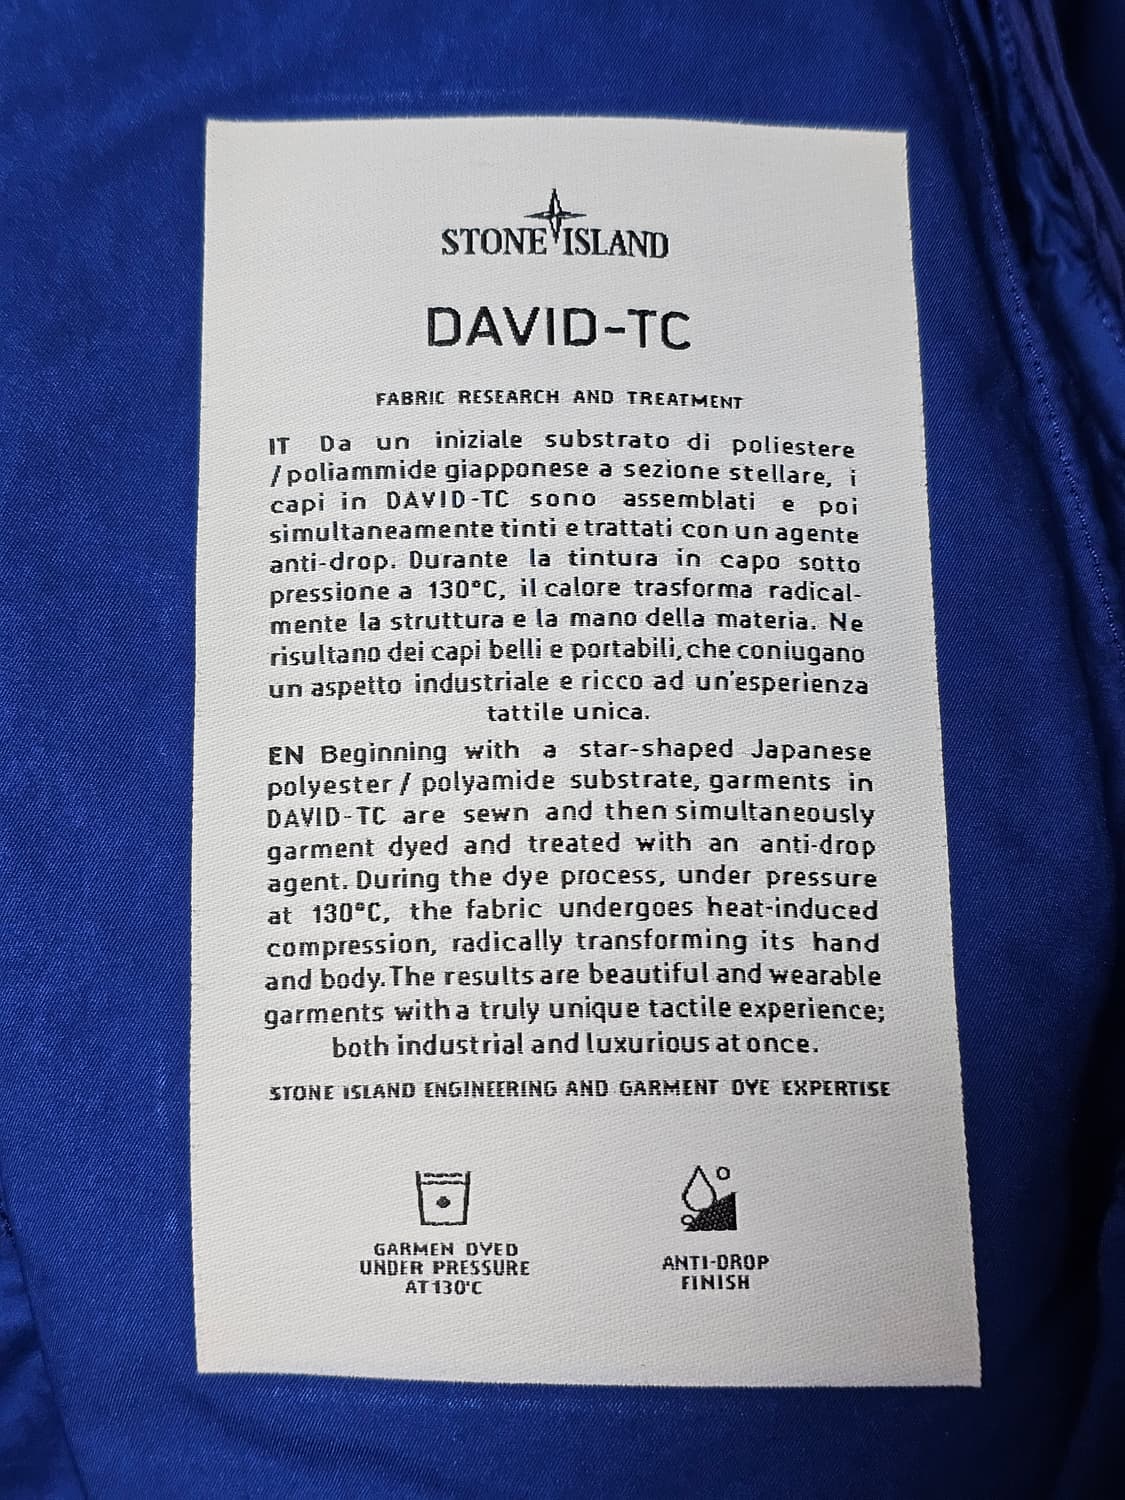 STONE ISLAND
DAVID-TC
FABRIC RESEARCH AND TREATMENT
IT Da un iniziale substrato di poliestere
/poliammide giapponese a sezione stellare, i
capi in DAVID-TC sono assemblati e poi
simultaneamente tinti e trattati con un agente
anti-drop. Durante la tintura in capo sotto
pressione a 130°C, il calore trasforma radical-
mente la struttura e la mano della materia. Ne
risultano dei capi belli e portabili, che coniugano
un aspetto industriale e ricco ad un'esperienza
tattile unica.
EN Beginning with a star-shaped Japanese
polyester / polyamide substrate, garments in
DAVID-TC are sewn and then simultaneously
garment dyed and treated with an anti-drop
agent. During the dye process, under pressure
at 130°C, the fabric undergoes heat-induced
compression, radically transforming its hand
and body. The results are beautiful and wearable
garments with a truly unique tactile experience;
both industrial and luxurious at once.
STONE ISLAND ENGINEERING AND GARMENT DYE EXPERTISE
GARMEN DYED
UNDER PRESSURE
AT 130°C
ANTI-DROP
FINISH